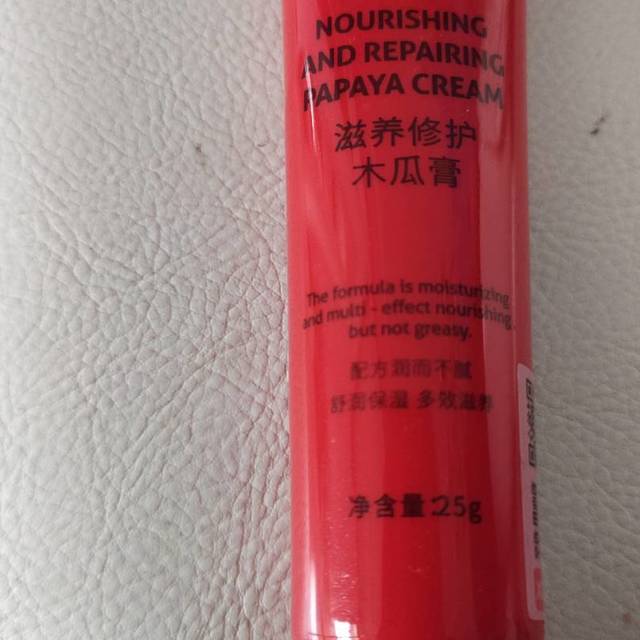 NOURISHING
AND REPAIRING
PAPAYA CREAM
滋养修护
木瓜膏
The formula is moisturizing
and multi - effect nourishing,
but not greasy.
配方润而不腻
舒润保湿 多效滋养
净含量:25g